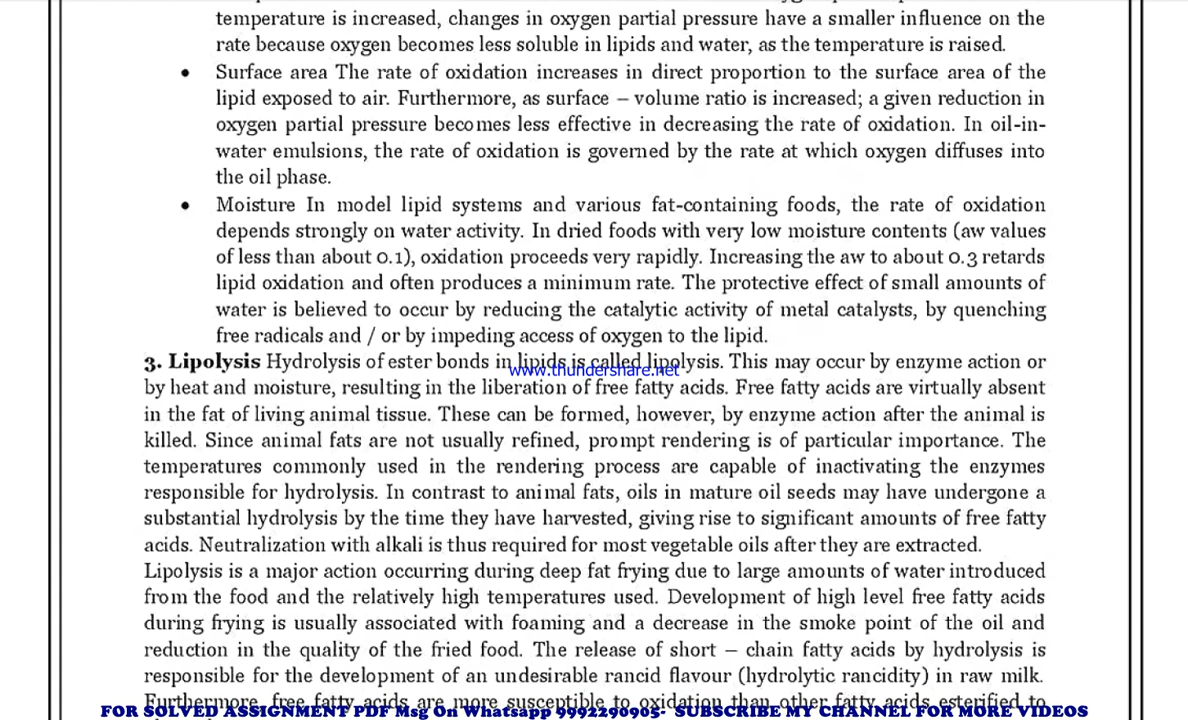 temperature is increased, changes in oxygen partial pressure have a smaller influence on the
rate because oxygen becomes less soluble in lipids and water, as the temperature is raised.
• Surface area The rate of oxidation increases in direct proportion to the surface area of the
lipid exposed to air. Furthermore, as surface – volume ratio is increased; a given reduction in
oxygen partial pressure becomes less effective in decreasing the rate of oxidation. In oil-in-
water emulsions, the rate of oxidation is governed by the rate at which oxygen diffuses into
the oil phase.
• Moisture In model lipid systems and various fat-containing foods, the rate of oxidation
depends strongly on water activity. In dried foods with very low moisture contents (aw values
of less than about 0.1), oxidation proceeds very rapidly. Increasing the aw to about 0.3 retards
lipid oxidation and often produces a minimum rate. The protective effect of small amounts of
water is believed to occur by reducing the catalytic activity of metal catalysts, by quenching
free radicals and / or by impeding access of oxygen to the lipid.
3. Lipolysis Hydrolysis of ester bonds in lipids is called lipolysis. This may occur by enzyme action or
www.thundershare.net
by heat and moisture, resulting in the liberation of free fatty acids. Free fatty acids are virtually absent
in the fat of living animal tissue. These can be formed, however, by enzyme action after the animal is
killed. Since animal fats are not usually refined, prompt rendering is of particular importance. The
temperatures commonly used in the rendering process are capable of inactivating the enzymes
responsible for hydrolysis. In contrast to animal fats, oils in mature oil seeds may have undergone a
substantial hydrolysis by the time they have harvested, giving rise to significant amounts of free fatty
acids. Neutralization with alkali is thus required for most vegetable oils after they are extracted.
Lipolysis is a major action occurring during deep fat frying due to large amounts of water introduced
from the food and the relatively high temperatures used. Development of high level free fatty acids
during frying is usually associated with foaming and a decrease in the smoke point of the oil and
reduction in the quality of the fried food. The release of short – chain fatty acids by hydrolysis is
responsible for the development of an undesirable rancid flavour (hydrolytic rancidity) in raw milk.
Furthermore, free fatty acids are more susceptible to oxidation than other fatty acids esterified to
FOR SOLVED ASSIGNMENT PDF Msg On Whatsapp 9992290905- SUBSCRIBE MY CHANNEL FOR MORE VIDEOS